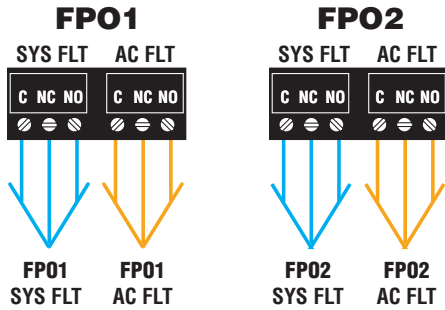 FPO1 FPO2
SYS FLT AC FLT SYS FLT AC FLT
C NC NO C NC NO C NC NO C NC NO
FPO1 FPO1 FPO2 FPO2
SYS FLT AC FLT SYS FLT AC FLT